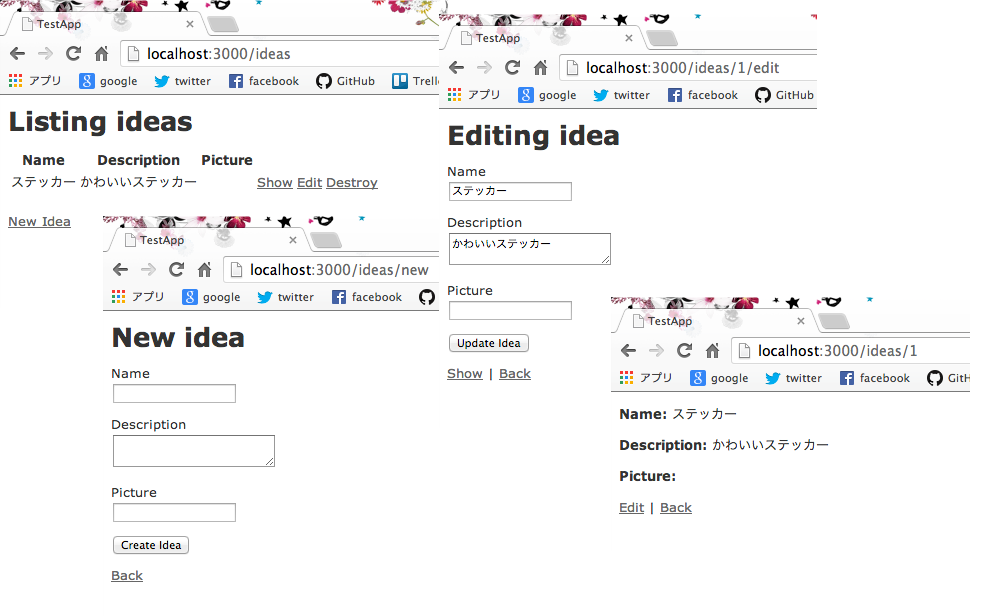 TestApp
localhost:3000/ideas
アプリ google twitter facebook GitHub Trell
Listing ideas
Name Description Picture
ステッカー かわいいステッカー Show Edit Destroy
New Idea
TestApp
localhost:3000/ideas/new
アプリ google twitter facebook
New idea
Name
Description
Picture
Create Idea
Back
TestApp
localhost:3000/ideas/1/edit
アプリ google twitter facebook GitHub
Editing idea
Name
ステッカー
Description
かわいいステッカー
Picture
Update Idea
Show | Back
TestApp
localhost:3000/ideas/1
アプリ google twitter facebook GitH
Name: ステッカー
Description: かわいいステッカー
Picture:
Edit | Back